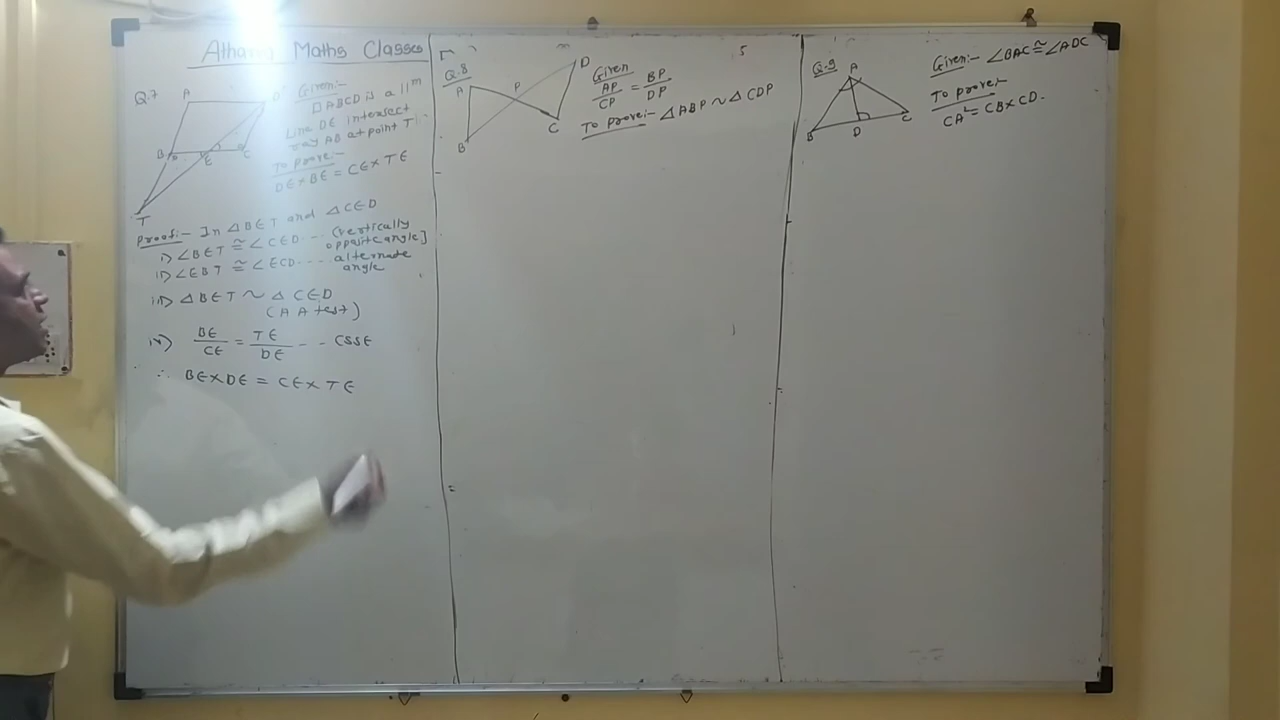 Atharva Maths Classes
Q.7
A
D
B
E
C
T
Given:-
□ABCD is a ||m
Line DE intersect
ray AB at point T
To prove:-
DE×BE = CE×TE
Proof:- In △BET and △CED
i) ∠BET ≅ ∠CED ---- (vertically
opposite angle]
ii) ∠EBT ≅ ∠ECD ---- alternate
angle
iii) △BET ~ △CED
(AA test)
iv) BE/CE = TE/DE -- CSSE
∴ BE×DE = CE×TE
Q.8
A
P
D
B
C
Given
AP/CP = BP/DP
To prove:- △ABP ~ △CDP
Q.9
A
B
D
C
Given:- ∠BAC ≅ ∠ADC
To prove:-
CA² = CB×CD.